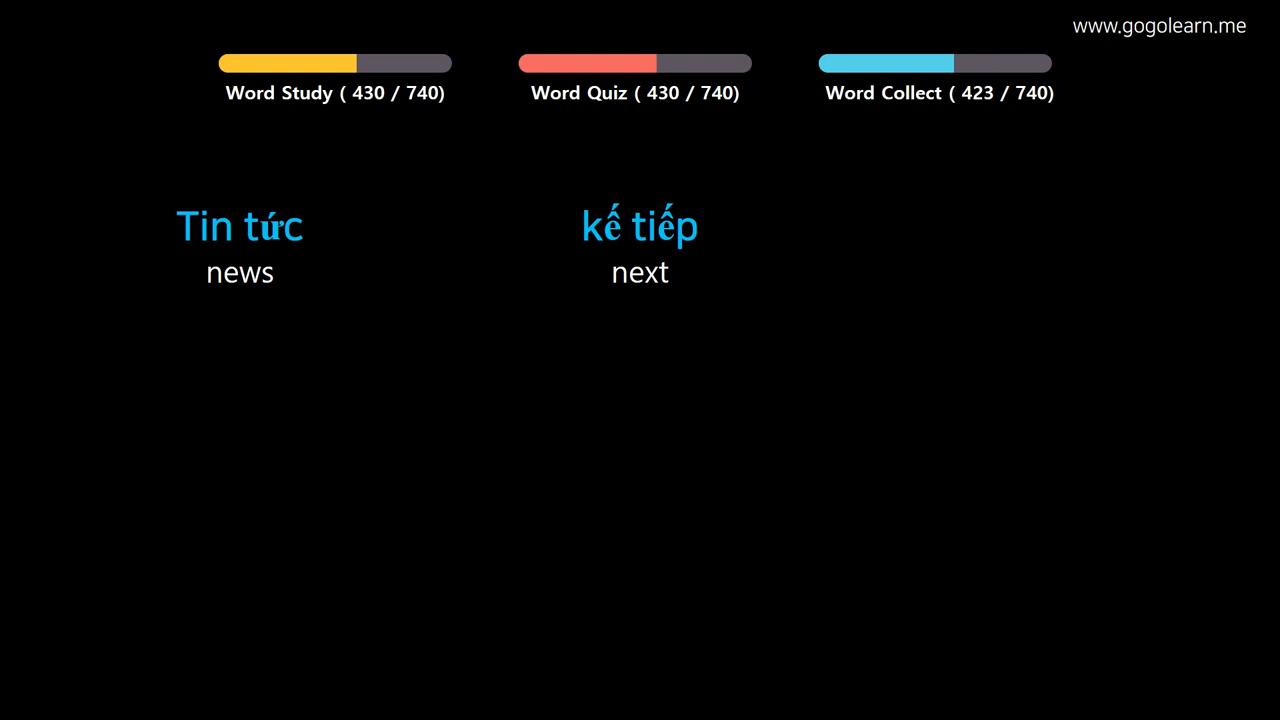 www.gogolearn.me
Word Study ( 430 / 740)
Word Quiz ( 430 / 740)
Word Collect ( 423 / 740)
Tin tức
news
kế tiếp
next